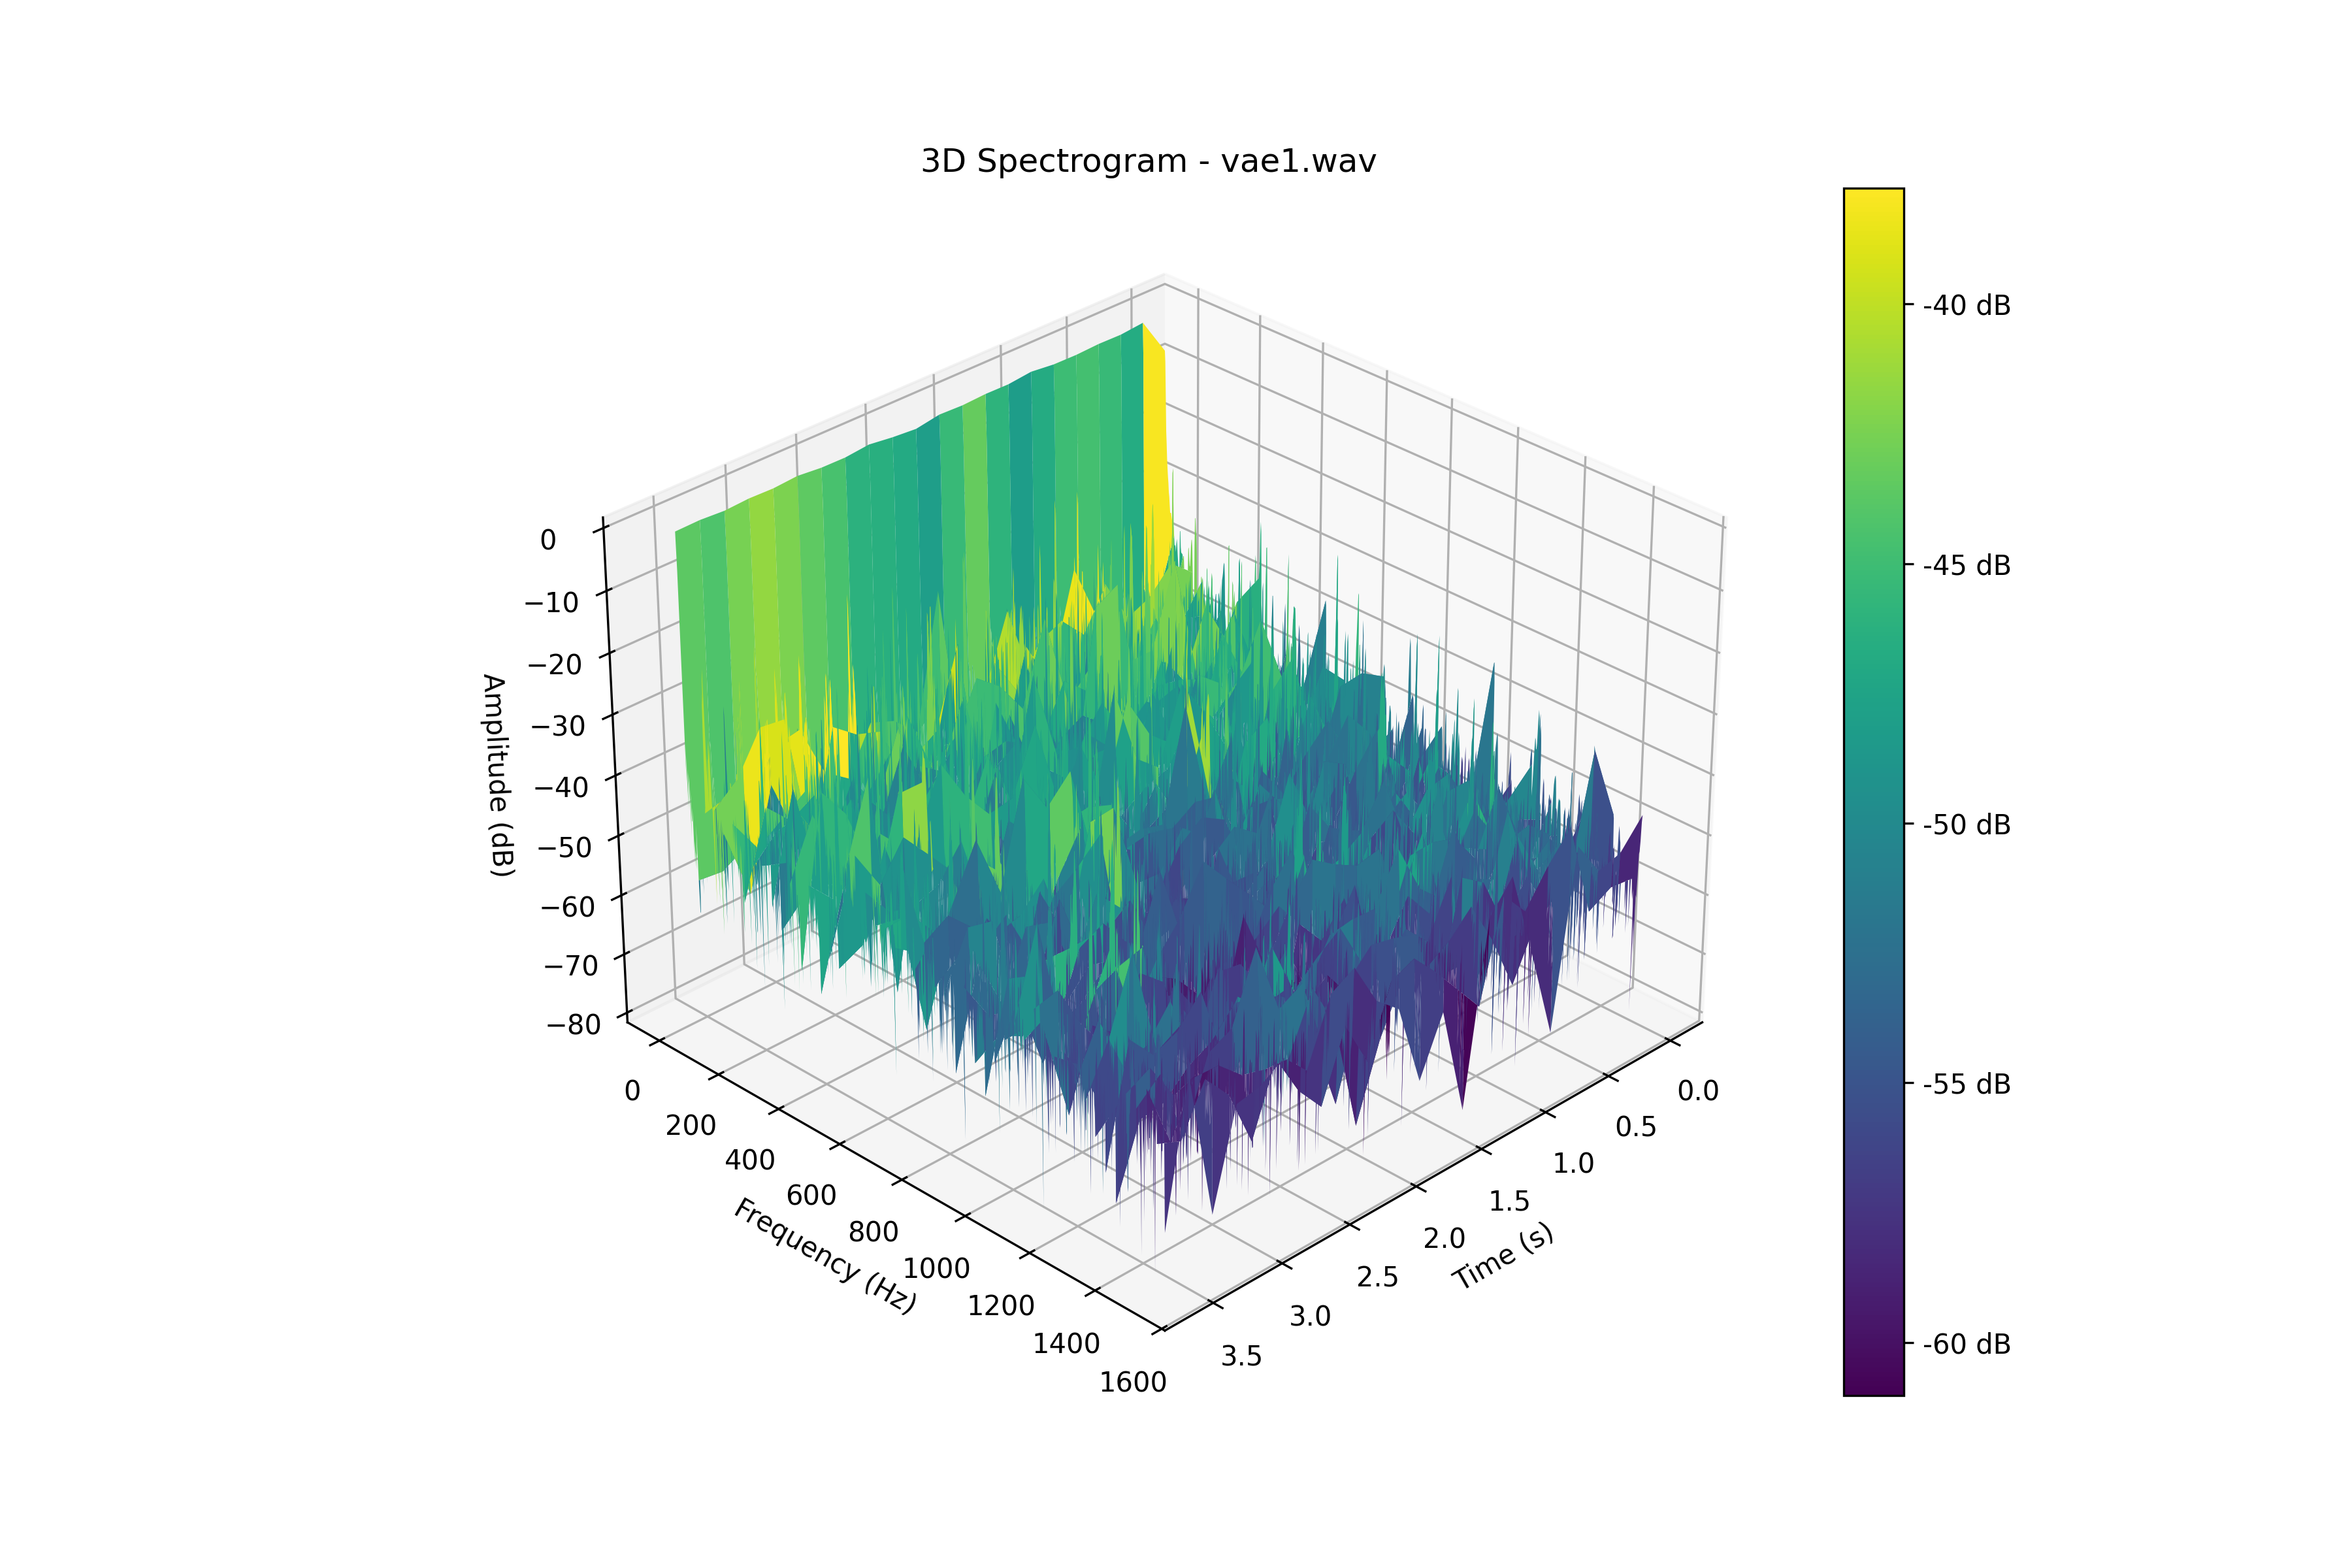 3D Spectrogram - vae1.wav
-40 dB
-45 dB
-50 dB
-55 dB
-60 dB
0
−10
−20
−30
−40
−50
−60
−70
−80
Amplitude (dB)
0
200
400
600
800
1000
1200
1400
1600
Frequency (Hz)
0.0
0.5
1.0
1.5
2.0
2.5
3.0
3.5
Time (s)